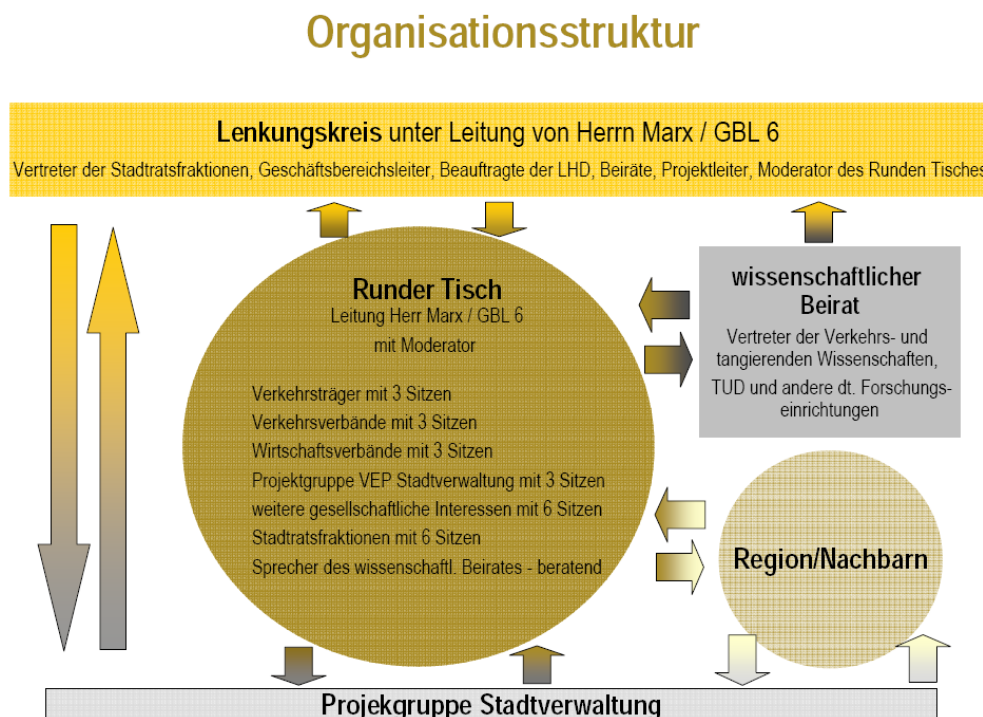 Organisationsstruktur
Lenkungskreis unter Leitung von Herrn Marx / GBL 6
Vertreter der Stadtratsfraktionen, Geschäftsbereichsleiter, Beauftragte der LHD, Beiräte, Projektleiter, Moderator des Runden Tisches
Runder Tisch
Leitung Herr Marx / GBL 6
mit Moderator
Verkehrsträger mit 3 Sitzen
Verkehrsverbände mit 3 Sitzen
Wirtschaftsverbände mit 3 Sitzen
Projektgruppe VEP Stadtverwaltung mit 3 Sitzen
weitere gesellschaftliche Interessen mit 6 Sitzen
Stadtratsfraktionen mit 6 Sitzen
Sprecher des wissenschaftl. Beirates - beratend
wissenschaftlicher
Beirat
Vertreter der Verkehrs- und
tangierenden Wissenschaften,
TUD und andere dt. Forschungs-
einrichtungen
Region/Nachbarn
Projekgruppe Stadtverwaltung